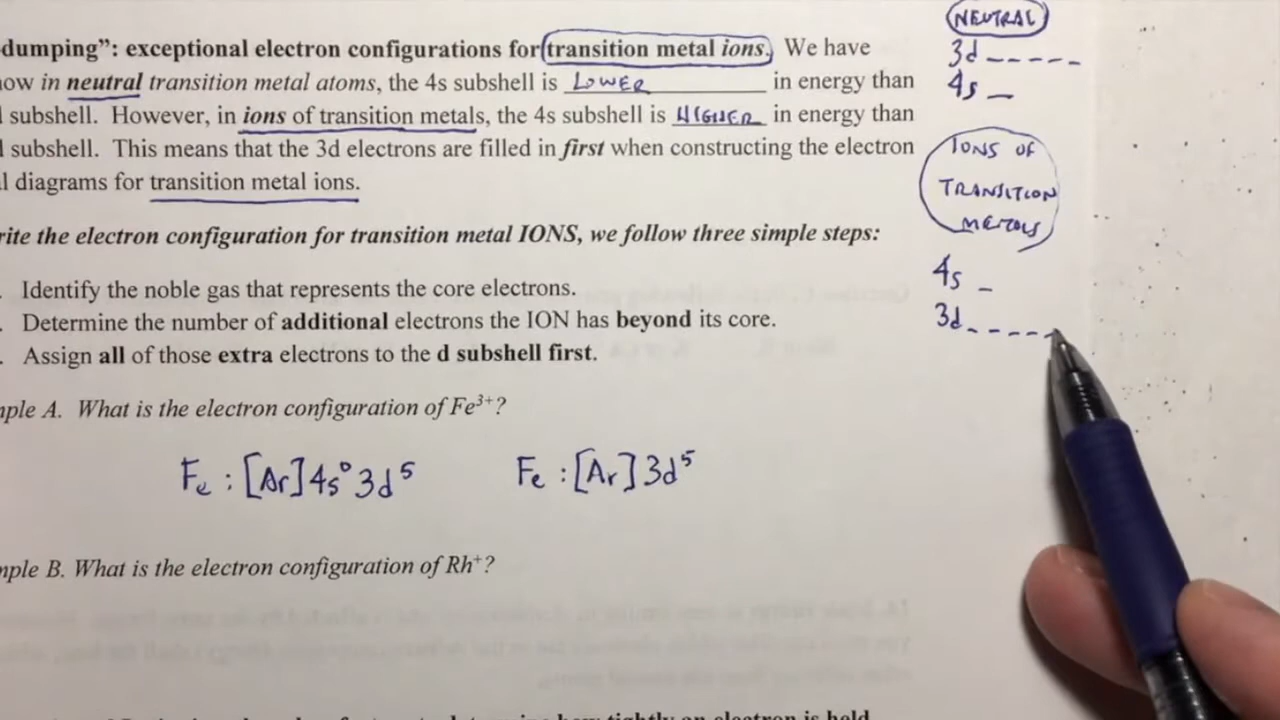 NEUTRAL
3d
4s
dumping”: exceptional electron configurations for transition metal ions. We have
ow in neutral transition metal atoms, the 4s subshell is LOWER in energy than
subshell. However, in ions of transition metals, the 4s subshell is HIGHER in energy than
subshell. This means that the 3d electrons are filled in first when constructing the electron
l diagrams for transition metal ions.
IONS OF
TRANSITION
METALS
4s
3d
rite the electron configuration for transition metal IONS, we follow three simple steps:
. Identify the noble gas that represents the core electrons.
. Determine the number of additional electrons the ION has beyond its core.
. Assign all of those extra electrons to the d subshell first.
mple A. What is the electron configuration of Fe³⁺?
Fe : [Ar] 4s⁰ 3d⁵
Fe : [Ar] 3d⁵
mple B. What is the electron configuration of Rh⁺?
electron is held